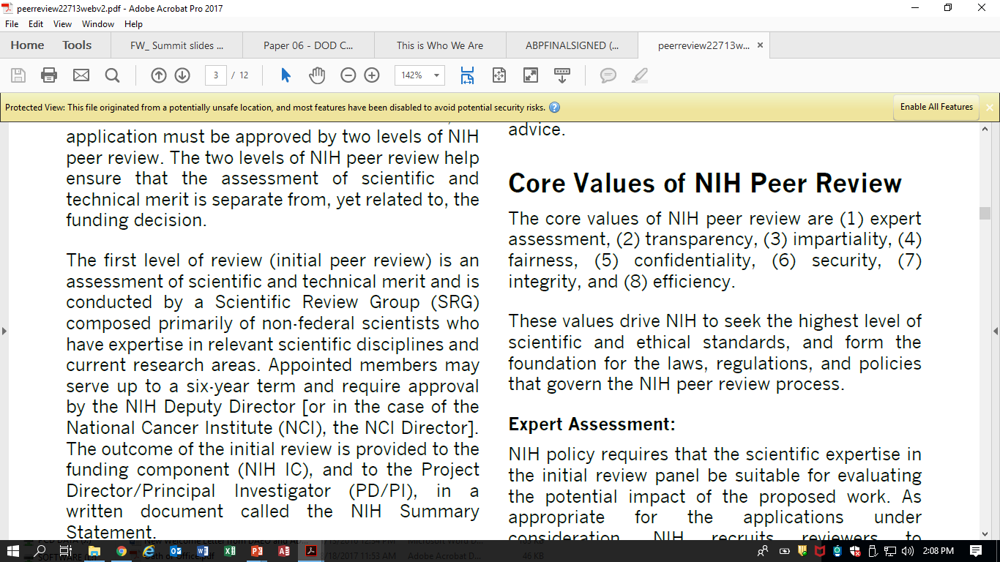 peerreview22713webv2.pdf - Adobe Acrobat Pro 2017
File Edit View Window Help
Home Tools FW_ Summit slides ... Paper 06 - DOD C... This is Who We Are ABPFINALSIGNED (... peerreview22713w... ×
3 / 12 142%
Protected View: This file originated from a potentially unsafe location, and most features have been disabled to avoid potential security risks. Enable All Features
application must be approved by two levels of NIH
peer review. The two levels of NIH peer review help
ensure that the assessment of scientific and
technical merit is separate from, yet related to, the
funding decision.
The first level of review (initial peer review) is an
assessment of scientific and technical merit and is
conducted by a Scientific Review Group (SRG)
composed primarily of non-federal scientists who
have expertise in relevant scientific disciplines and
current research areas. Appointed members may
serve up to a six-year term and require approval
by the NIH Deputy Director [or in the case of the
National Cancer Institute (NCI), the NCI Director].
The outcome of the initial review is provided to the
funding component (NIH IC), and to the Project
Director/Principal Investigator (PD/PI), in a
written document called the NIH Summary
Statement.
advice.
Core Values of NIH Peer Review
The core values of NIH peer review are (1) expert
assessment, (2) transparency, (3) impartiality, (4)
fairness, (5) confidentiality, (6) security, (7)
integrity, and (8) efficiency.
These values drive NIH to seek the highest level of
scientific and ethical standards, and form the
foundation for the laws, regulations, and policies
that govern the NIH peer review process.
Expert Assessment:
NIH policy requires that the scientific expertise in
the initial review panel be suitable for evaluating
the potential impact of the proposed work. As
appropriate for the applications under
consideration NIH recruits reviewers to
2:08 PM